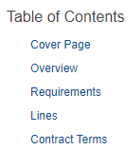 Table of Contents
Cover Page
Overview
Requirements
Lines
Contract Terms